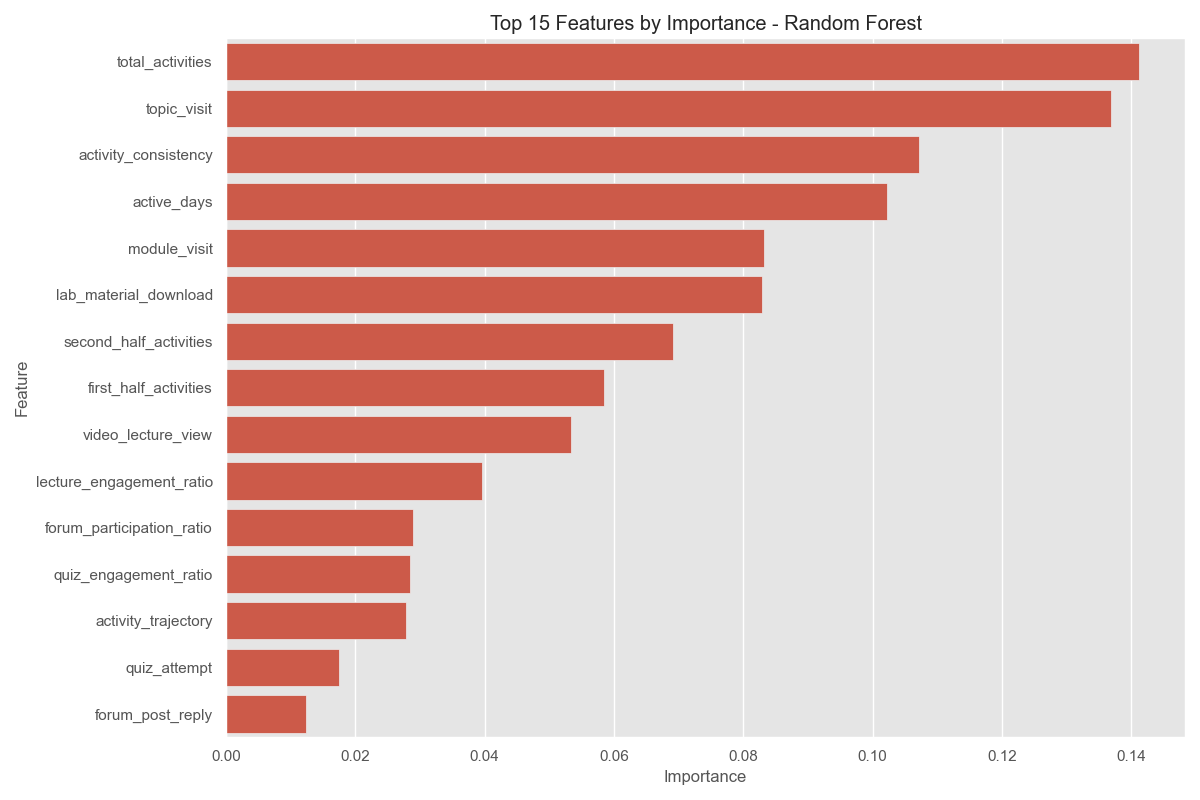 Top 15 Features by Importance - Random Forest
total_activities
topic_visit
activity_consistency
active_days
module_visit
lab_material_download
second_half_activities
first_half_activities
video_lecture_view
lecture_engagement_ratio
forum_participation_ratio
quiz_engagement_ratio
activity_trajectory
quiz_attempt
forum_post_reply
Feature
0.00 0.02 0.04 0.06 0.08 0.10 0.12 0.14
Importance